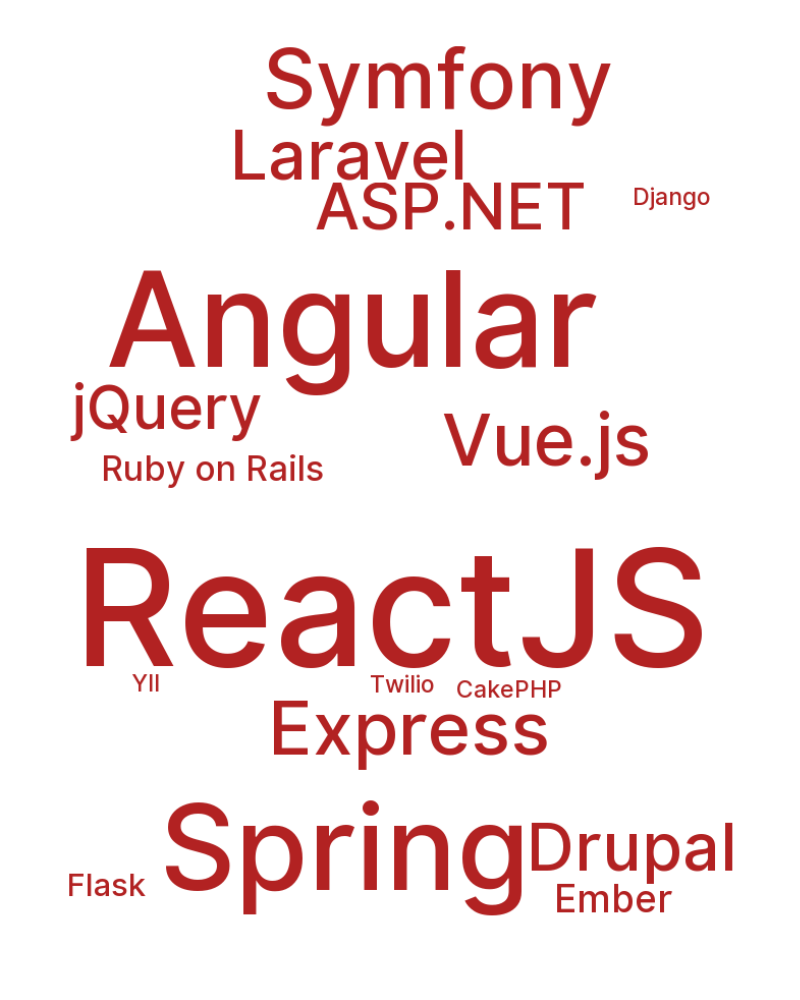 Symfony
Laravel
ASP.NET
Django
Angular
jQuery
Vue.js
Ruby on Rails
ReactJS
YII
Twilio
CakePHP
Express
Spring
Drupal
Flask
Ember